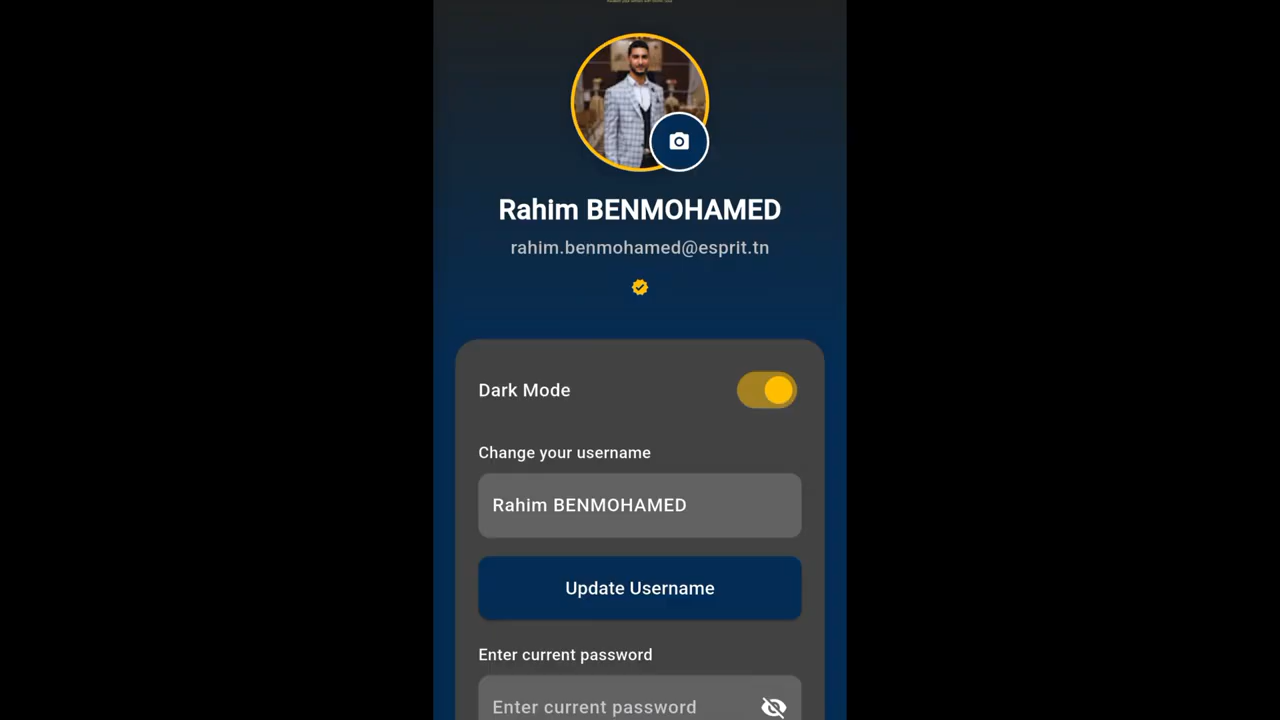 Rahim BENMOHAMED
rahim.benmohamed@esprit.tn
Dark Mode
Change your username
Rahim BENMOHAMED
Update Username
Enter current password
Enter current password